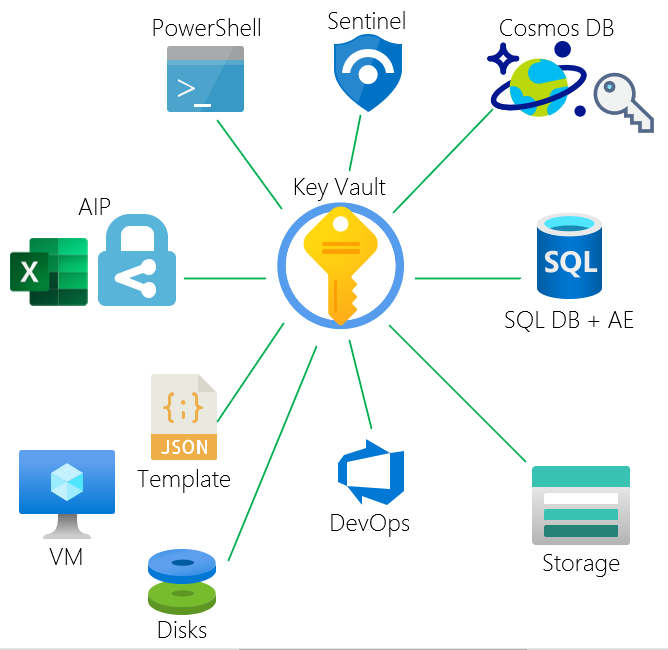 PowerShell
Sentinel
Cosmos DB
>_
Key Vault
AIP
X
SQL
SQL DB + AE
{;}
JSON
Template
VM
DevOps
Storage
Disks